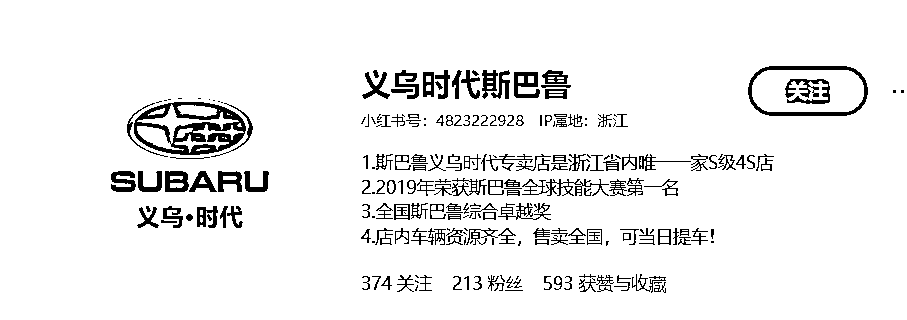 SUBARU
义乌•时代
义乌时代斯巴鲁
关注
小红书号：4823222928 IP属地：浙江
1.斯巴鲁义乌时代专卖店是浙江省内唯一一家S级4S店
2.2019年荣获斯巴鲁全球技能大赛第一名
3.全国斯巴鲁综合卓越奖
4.店内车辆资源齐全，售卖全国，可当日提车！
374 关注 213 粉丝 593 获赞与收藏